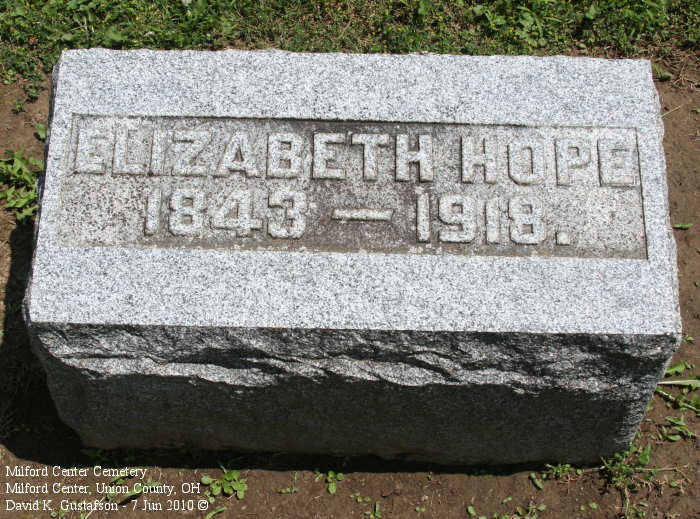 ELIZABETH HOPE
1843 — 1918.
Milford Center Cemetery
Milford Center, Union County, OH
David K. Gustafson - 7 Jun 2010 ©